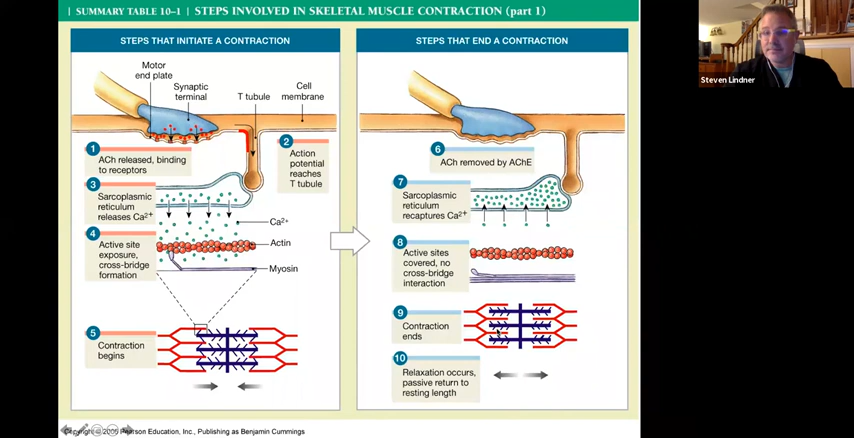 SUMMARY TABLE 10–1 | STEPS INVOLVED IN SKELETAL MUSCLE CONTRACTION (part 1)
STEPS THAT INITIATE A CONTRACTION
Motor
end plate
Synaptic
terminal
T tubule
Cell
membrane
1
ACh released, binding
to receptors
2
Action
potential
reaches
T tubule
3
Sarcoplasmic
reticulum
releases Ca2+
Ca2+
4
Active site
exposure,
cross-bridge
formation
Actin
Myosin
5
Contraction
begins
STEPS THAT END A CONTRACTION
6
ACh removed by AChE
7
Sarcoplasmic
reticulum
recaptures Ca2+
8
Active sites
covered, no
cross-bridge
interaction
9
Contraction
ends
10
Relaxation occurs,
passive return to
resting length
Copyright © 2006 Pearson Education, Inc., Publishing as Benjamin Cummings
Steven Lindner